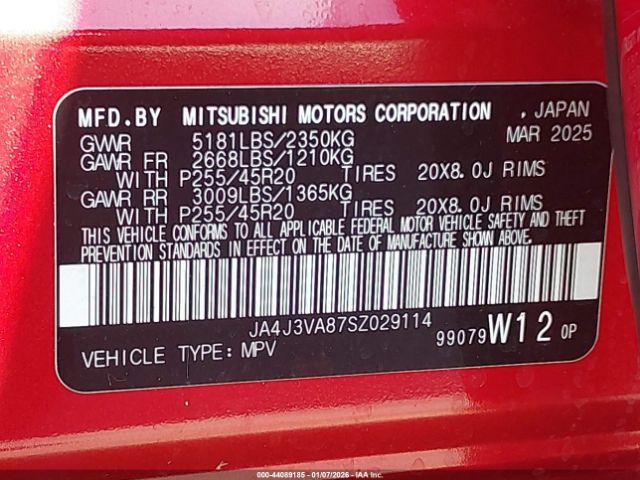 MFD.BY MITSUBISHI MOTORS CORPORATION , JAPAN
GVWR 5181LBS/2350KG MAR 2025
GAWR FR 2668LBS/1210KG
WITH P255/45R20 TIRES 20X8.0J RIMS
GAWR RR 3009LBS/1365KG
WITH P255/45R20 TIRES 20X8.0J RIMS
THIS VEHICLE CONFORMS TO ALL APPLICABLE FEDERAL MOTOR VEHICLE SAFETY AND THEFT
PREVENTION STANDARDS IN EFFECT ON THE DATE OF MANUFACTURE SHOWN ABOVE.
JA4J3VA87SZ029114
99079 W12 0P
VEHICLE TYPE: MPV
000-44089185 - 01/07/2026 - IAA Inc.